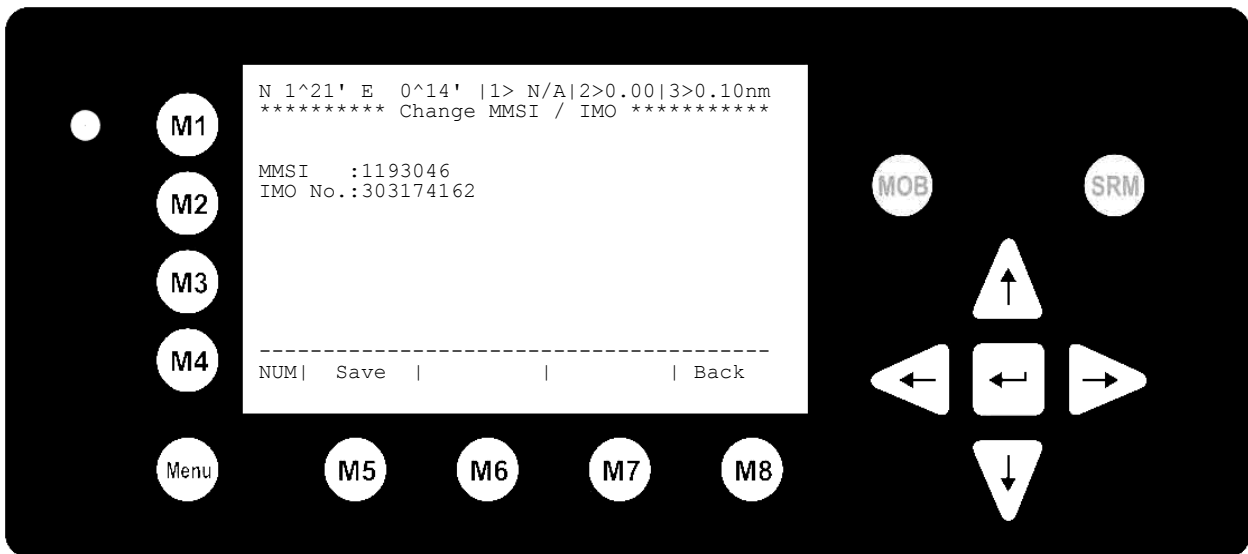 N 1^21' E  0^14' |1> N/A|2>0.00|3>0.10nm
********** Change MMSI / IMO ***********
M1
MMSI   :1193046
IMO No.:303174162
MOB
SRM
M2
M3
M4
----------------------------------------
NUM|  Save  |         |         | Back
Menu
M5
M6
M7
M8